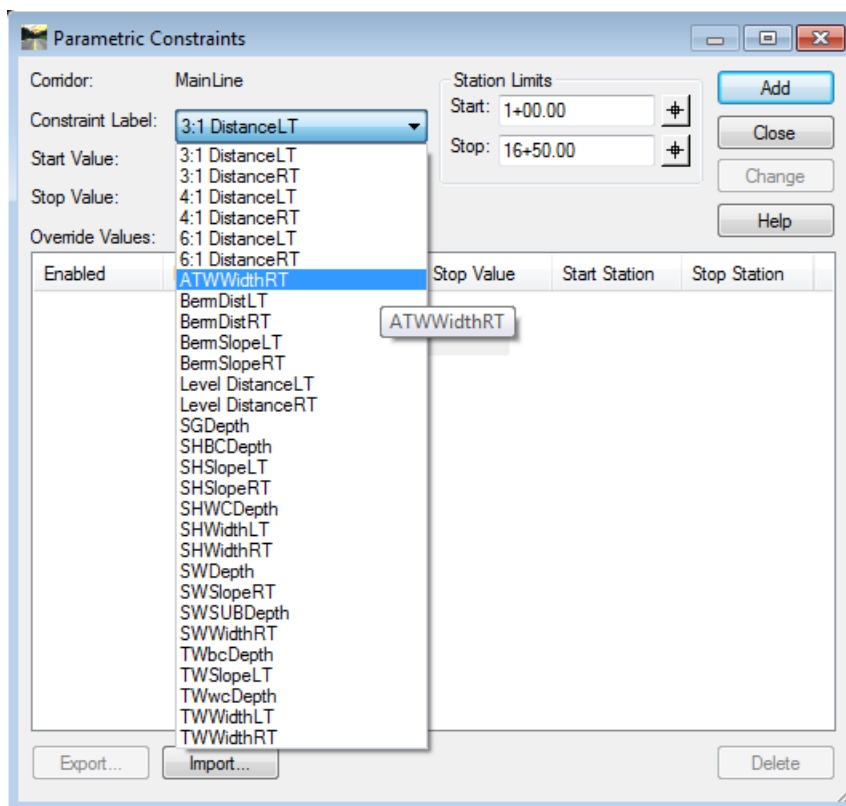 Parametric Constraints
Corridor: MainLine
Station Limits
Add
Constraint Label: 3:1 DistanceLT
Start: 1+00.00
Close
Start Value:
Stop: 16+50.00
Change
Stop Value:
Help
Override Values:
Enabled Stop Value Start Station Stop Station
3:1 DistanceLT
3:1 DistanceRT
4:1 DistanceLT
4:1 DistanceRT
6:1 DistanceLT
6:1 DistanceRT
ATWWidthRT
BermDistLT
BermDistRT
BermSlopeLT
BermSlopeRT
Level DistanceLT
Level DistanceRT
SGDepth
SHBCDepth
SHSlopeLT
SHSlopeRT
SHWCDepth
SHWidthLT
SHWidthRT
SWDepth
SWSlopeRT
SWSUBDepth
SWWidthRT
TWbcDepth
TWSlopeLT
TWwcDepth
TWWidthLT
TWWidthRT
ATWWidthRT
Export... Import... Delete